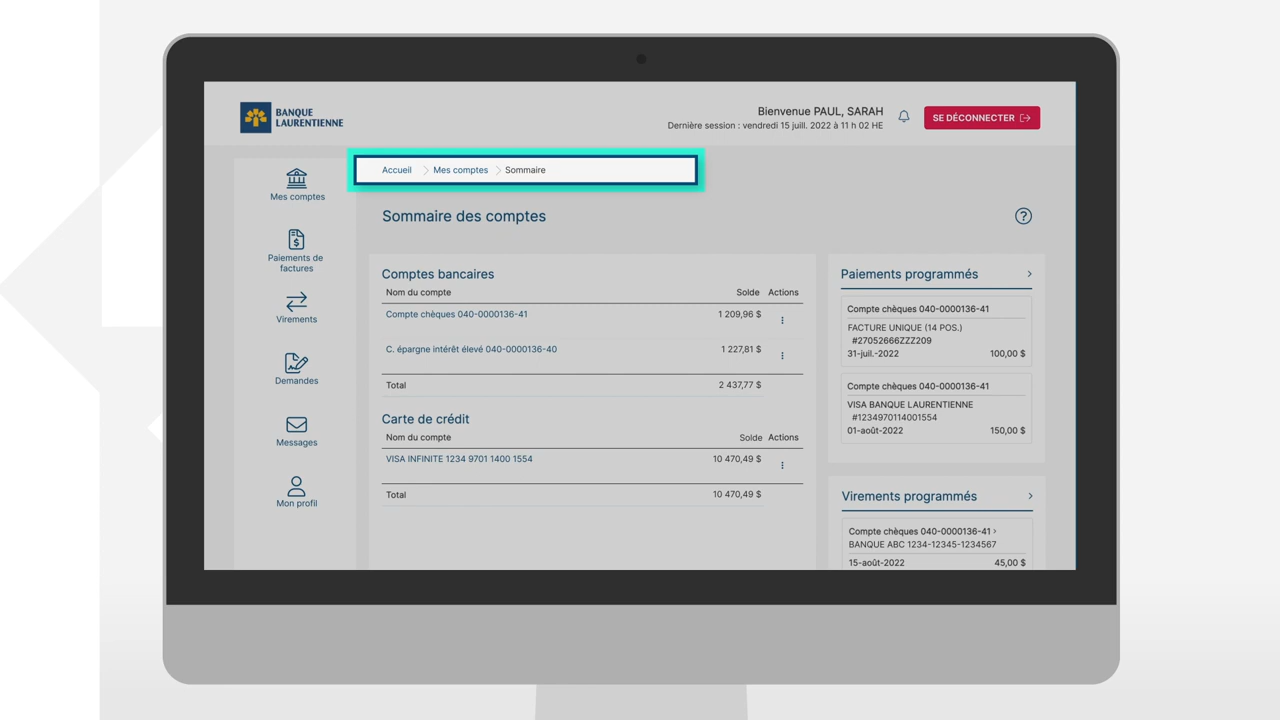 BANQUE
LAURENTIENNE
Bienvenue PAUL, SARAH
Dernière session : vendredi 15 juill. 2022 à 11 h 02 HE
SE DÉCONNECTER
Accueil
Mes comptes
Sommaire
Mes comptes
Paiements de
factures
Virements
Demandes
Messages
Mon profil
Sommaire des comptes
?
Comptes bancaires
Nom du compte Solde Actions
Compte chèques 040-0000136-41 1 209,96 $
C. épargne intérêt élevé 040-0000136-40 1 227,81 $
Total 2 437,77 $
Carte de crédit
Nom du compte Solde Actions
VISA INFINITE 1234 9701 1400 1554 10 470,49 $
Total 10 470,49 $
Paiements programmés
Compte chèques 040-0000136-41
FACTURE UNIQUE (14 POS.)
#27052666ZZZ209
31-juil.-2022 100,00 $
Compte chèques 040-0000136-41
VISA BANQUE LAURENTIENNE
#1234970114001554
01-août-2022 150,00 $
Virements programmés
Compte chèques 040-0000136-41 ›
BANQUE ABC 1234-12345-1234567
15-août-2022 45,00 $